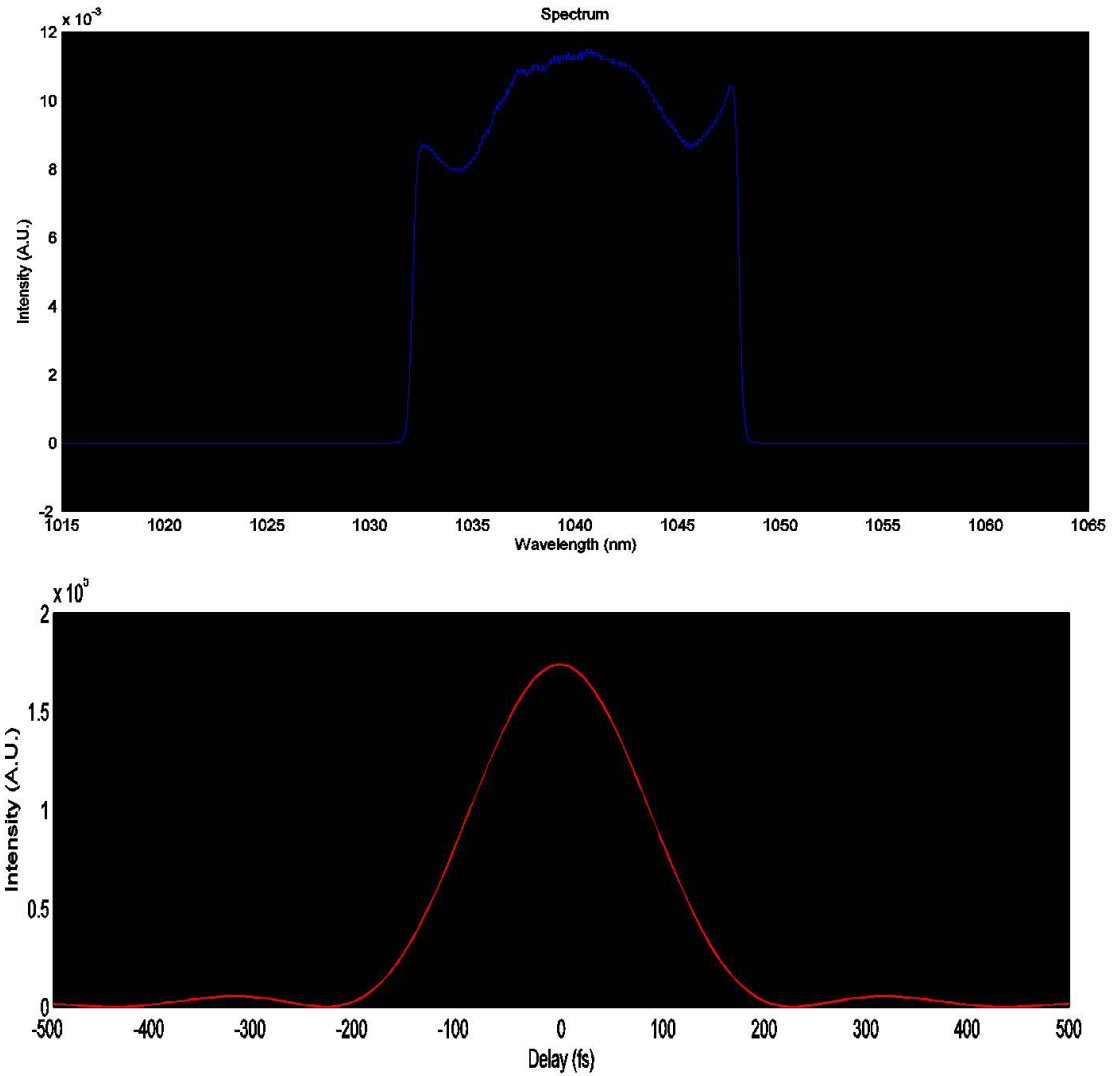 x 10⁻³
Spectrum
12
10
8
6
4
2
0
-2
Intensity (A.U.)
1015 1020 1025 1030 1035 1040 1045 1050 1055 1060 1065
Wavelength (nm)
x 10⁵
2
1.5
1
0.5
0
Intensity (A.U.)
-500 -400 -300 -200 -100 0 100 200 300 400 500
Delay (fs)